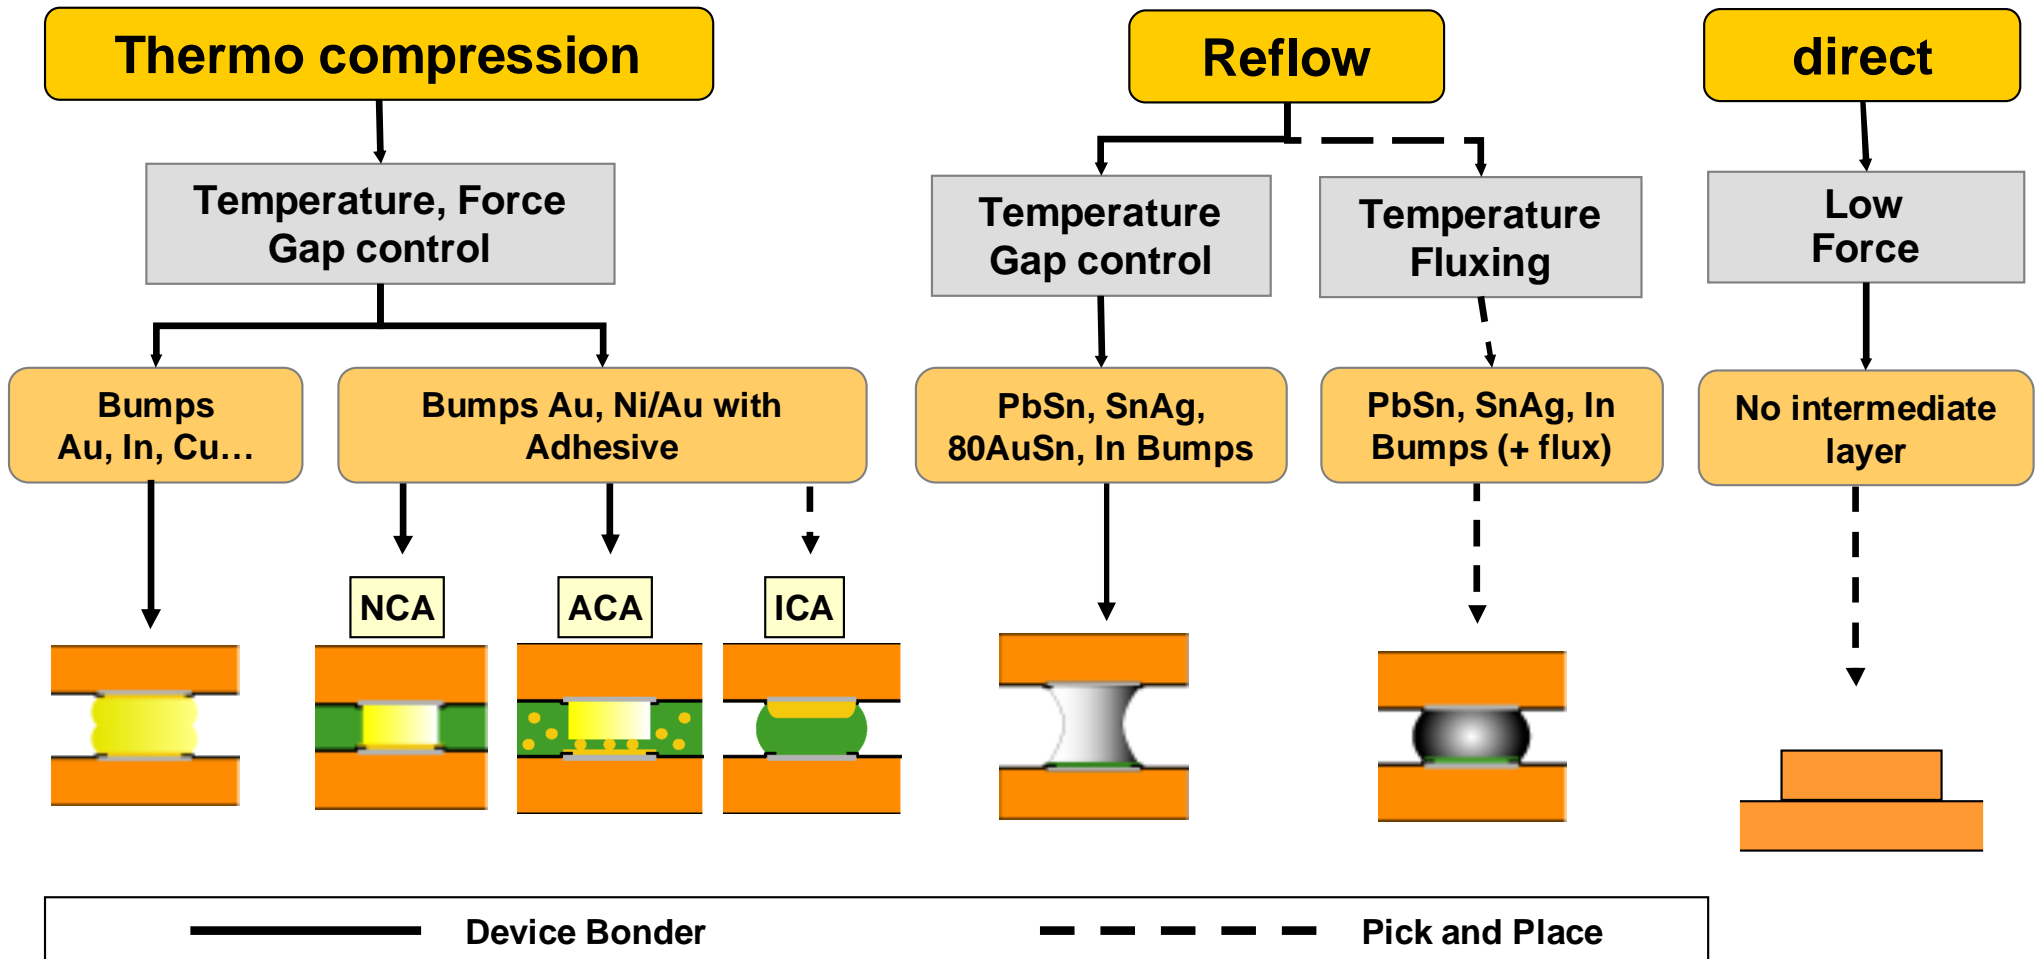 Thermo compression
Reflow
direct
Temperature, Force
Gap control
Temperature
Gap control
Temperature
Fluxing
Low
Force
Bumps
Au, In, Cu…
Bumps Au, Ni/Au with
Adhesive
PbSn, SnAg,
80AuSn, In Bumps
PbSn, SnAg, In
Bumps (+ flux)
No intermediate
layer
NCA
ACA
ICA
Device Bonder
Pick and Place